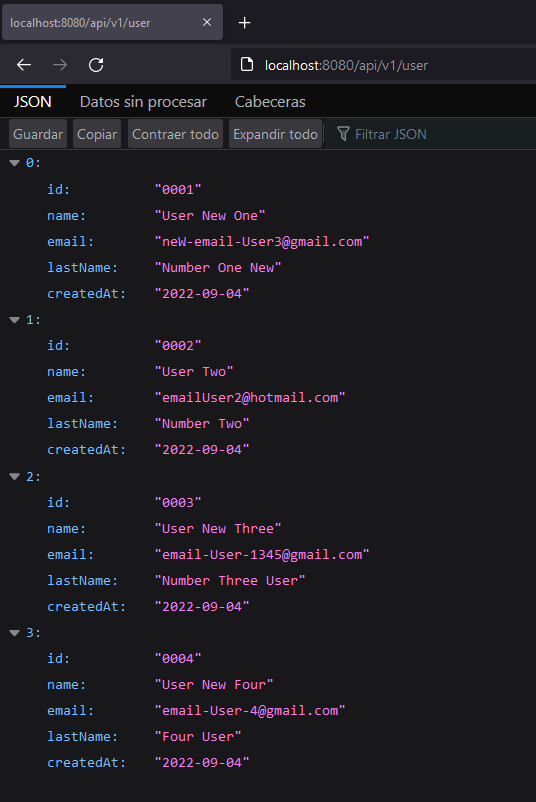 localhost:8080/api/v1/user
localhost:8080/api/v1/user
JSON Datos sin procesar Cabeceras
Guardar Copiar Contraer todo Expandir todo Filtrar JSON
0:
id: "0001"
name: "User New One"
email: "neW-email-User3@gmail.com"
lastName: "Number One New"
createdAt: "2022-09-04"
1:
id: "0002"
name: "User Two"
email: "emailUser2@hotmail.com"
lastName: "Number Two"
createdAt: "2022-09-04"
2:
id: "0003"
name: "User New Three"
email: "email-User-1345@gmail.com"
lastName: "Number Three User"
createdAt: "2022-09-04"
3:
id: "0004"
name: "User New Four"
email: "email-User-4@gmail.com"
lastName: "Four User"
createdAt: "2022-09-04"